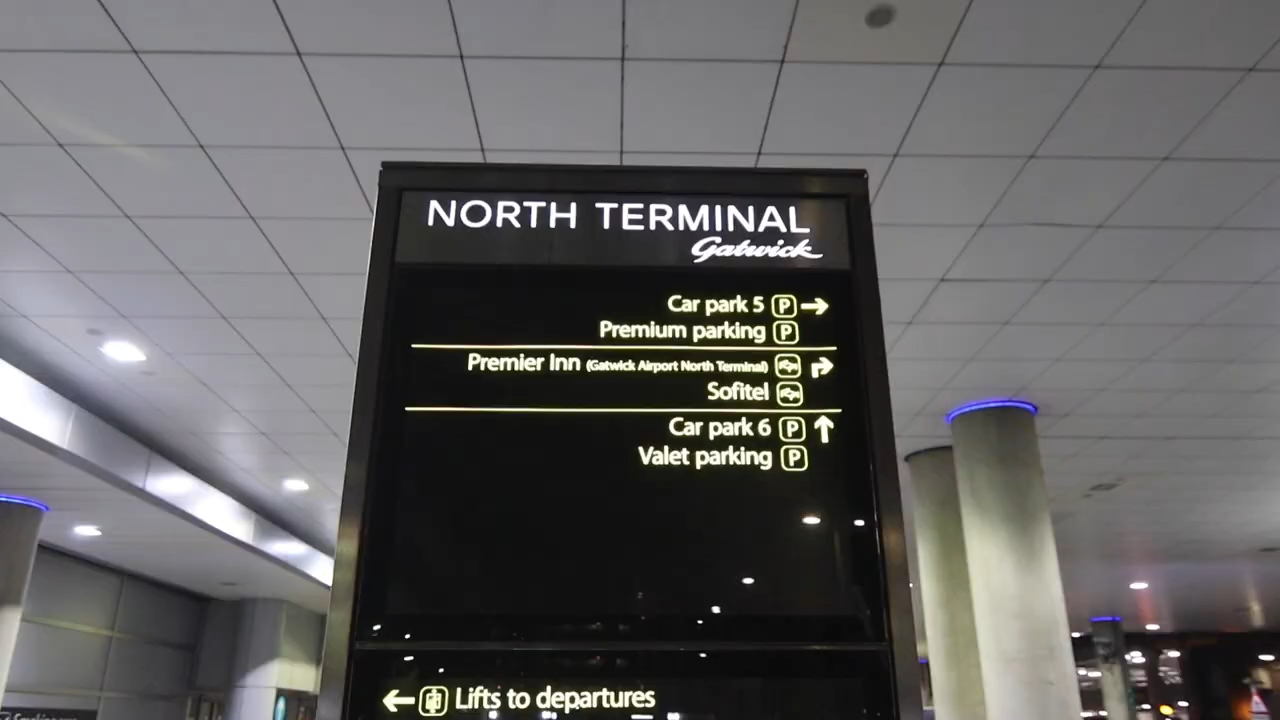 NORTH TERMINAL
Gatwick
Car park 5 P
Premium parking P
Premier Inn (Gatwick Airport North Terminal)
Sofitel
Car park 6 P
Valet parking P
Lifts to departures